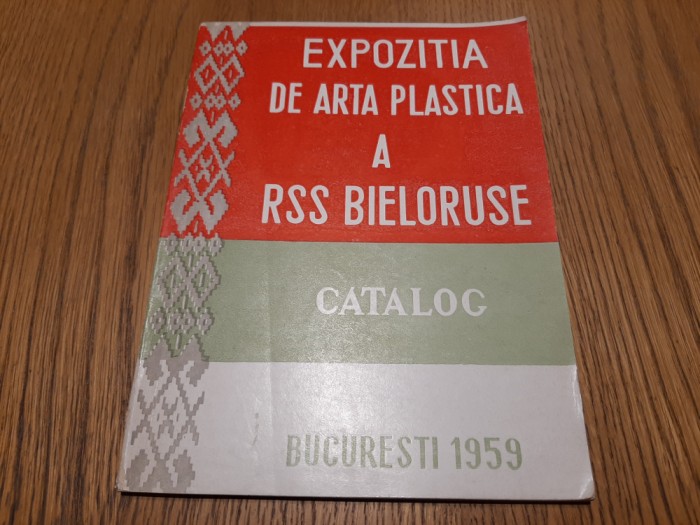 EXPOZITIA
DE ARTA PLASTICA
A
RSS BIELORUSE
CATALOG
BUCURESTI 1959